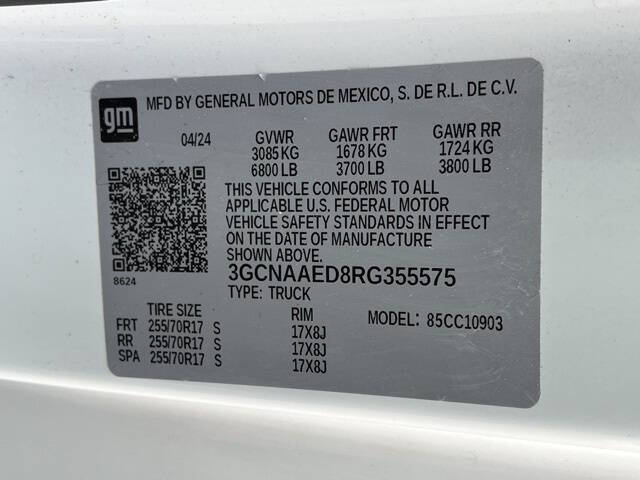 gm
MFD BY GENERAL MOTORS DE MEXICO, S. DE R.L. DE C.V.
04/24 GVWR GAWR FRT GAWR RR
3085 KG 1678 KG 1724 KG
6800 LB 3700 LB 3800 LB
THIS VEHICLE CONFORMS TO ALL
APPLICABLE U.S. FEDERAL MOTOR
VEHICLE SAFETY STANDARDS IN EFFECT
ON THE DATE OF MANUFACTURE
SHOWN ABOVE.
8624
3GCNAAED8RG355575
TYPE: TRUCK
TIRE SIZE RIM MODEL: 85CC10903
FRT 255/70R17 S 17X8J
RR 255/70R17 S 17X8J
SPA 255/70R17 S 17X8J